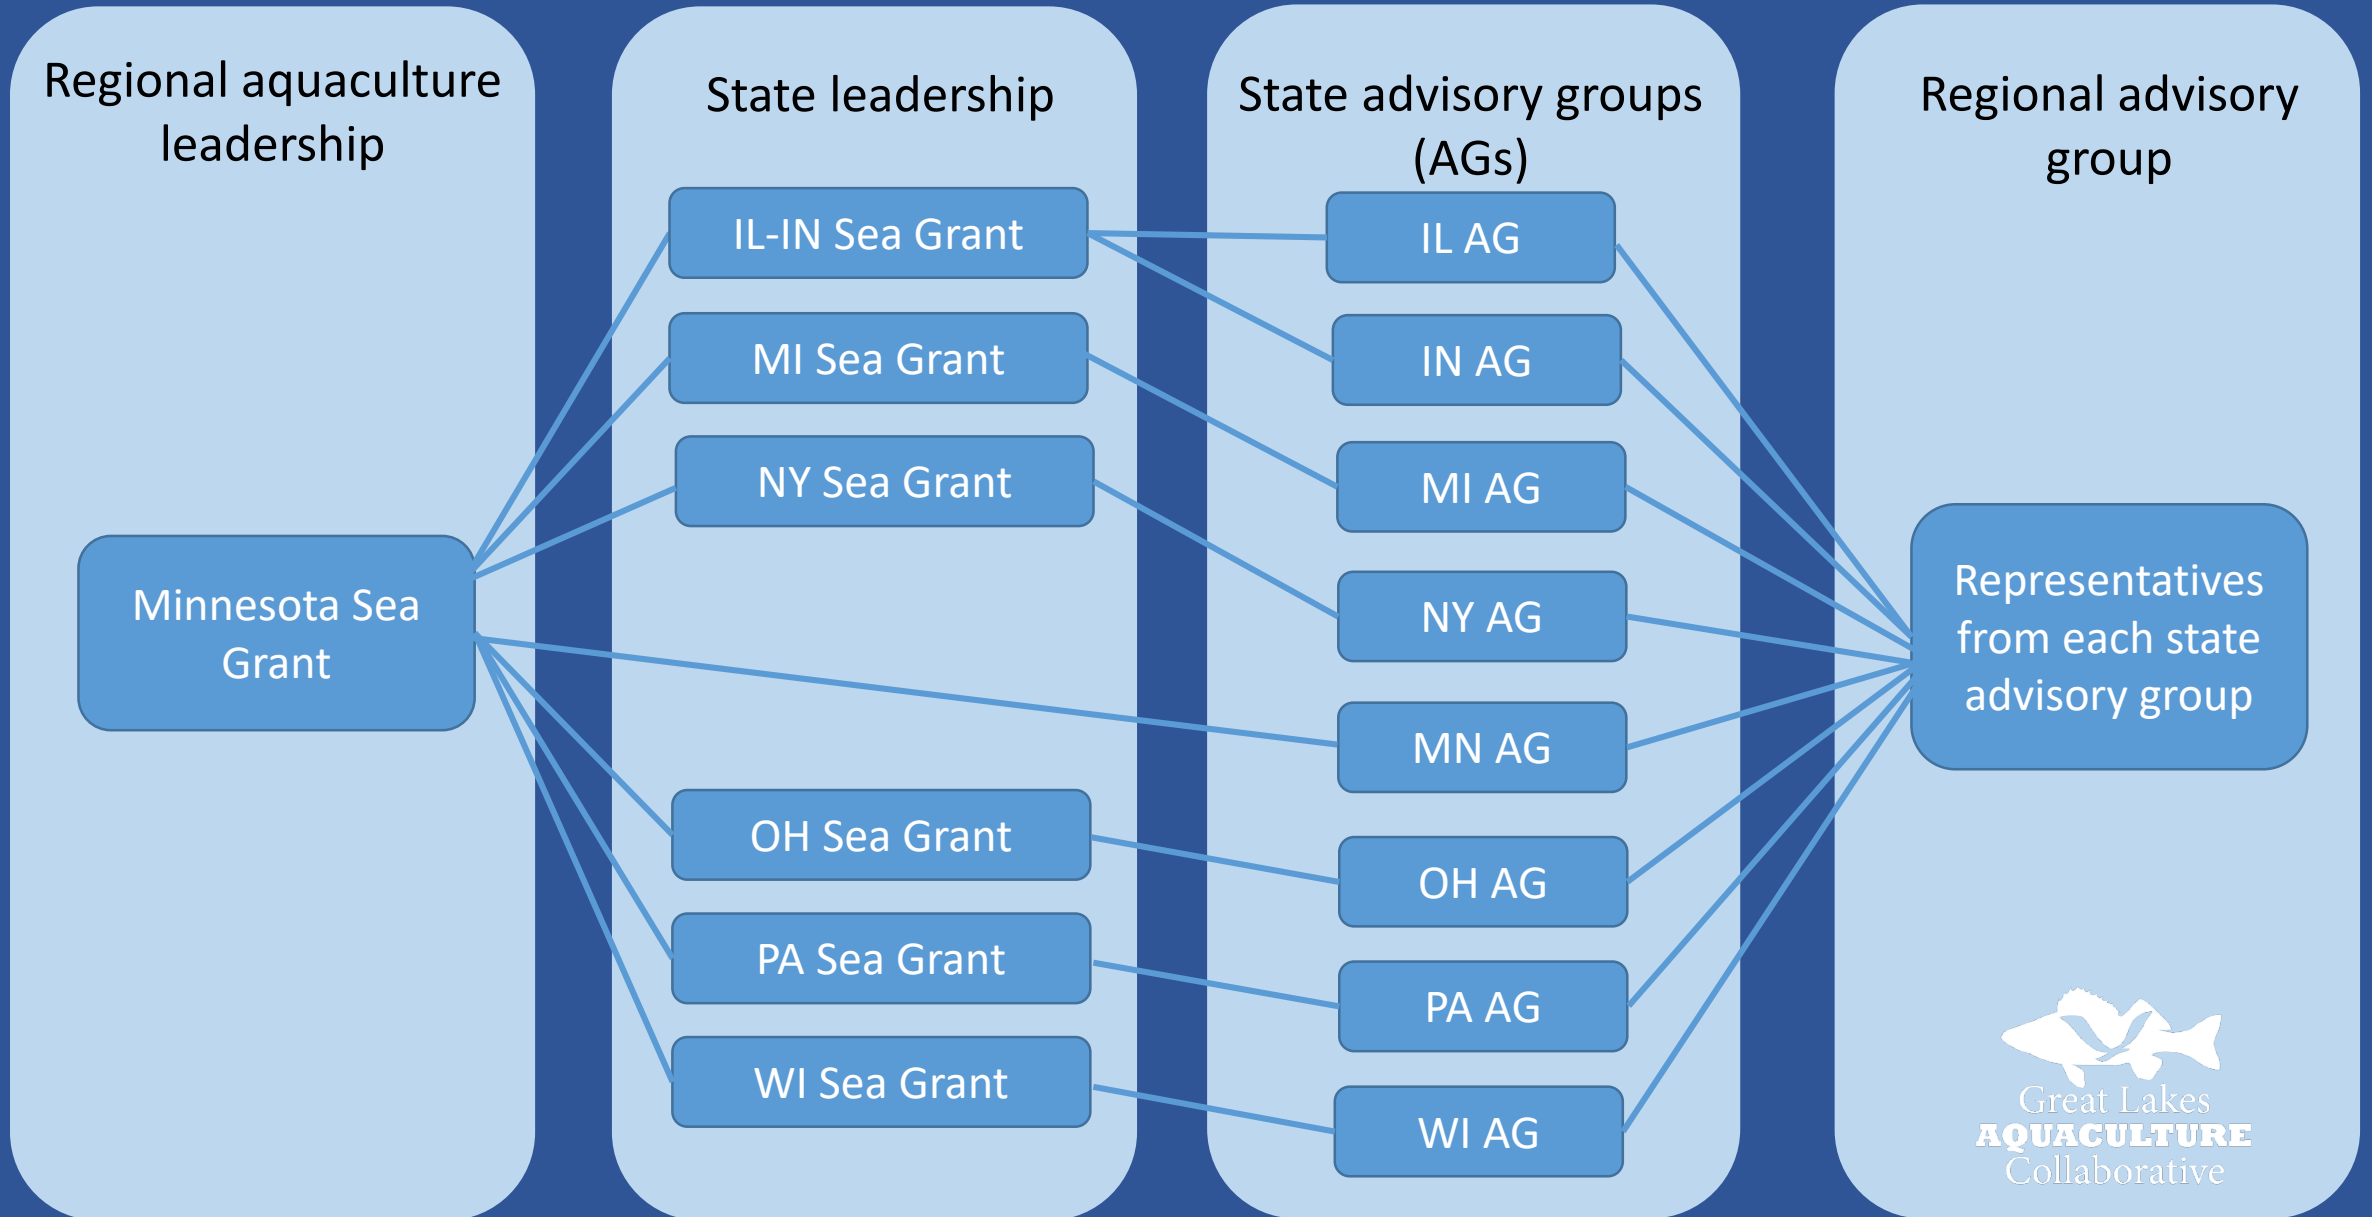 Regional aquaculture
leadership
Minnesota Sea
Grant
State leadership
IL-IN Sea Grant
MI Sea Grant
NY Sea Grant
OH Sea Grant
PA Sea Grant
WI Sea Grant
State advisory groups
(AGs)
IL AG
IN AG
MI AG
NY AG
MN AG
OH AG
PA AG
WI AG
Regional advisory
group
Representatives
from each state
advisory group
Great Lakes
AQUACULTURE
Collaborative